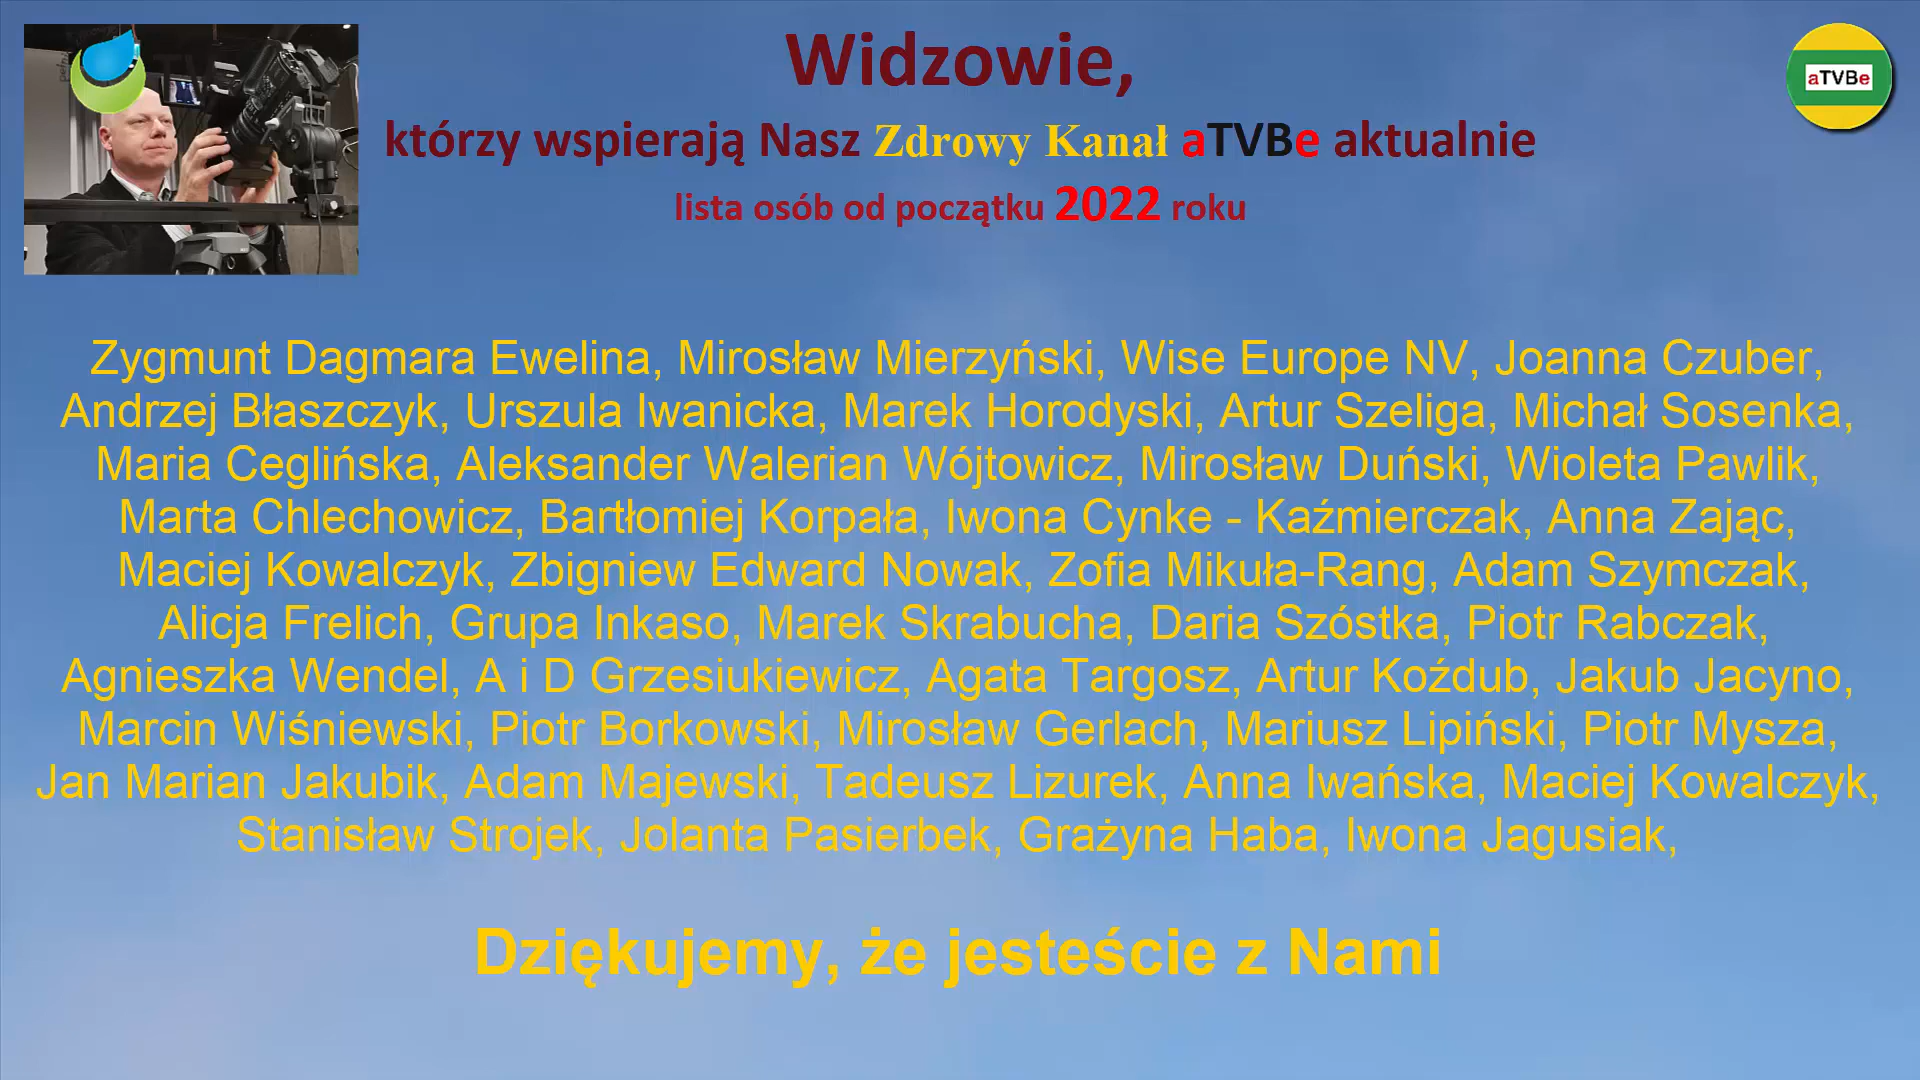 Widzowie,
którzy wspierają Nasz Zdrowy Kanał aTVBe aktualnie
lista osób od początku 2022 roku
aTVBe
Zygmunt Dagmara Ewelina, Mirosław Mierzyński, Wise Europe NV, Joanna Czuber,
Andrzej Błaszczyk, Urszula Iwanicka, Marek Horodyski, Artur Szeliga, Michał Sosenka,
Maria Ceglińska, Aleksander Walerian Wójtowicz, Mirosław Duński, Wioleta Pawlik,
Marta Chlechowicz, Bartłomiej Korpała, Iwona Cynke - Kaźmierczak, Anna Zając,
Maciej Kowalczyk, Zbigniew Edward Nowak, Zofia Mikuła-Rang, Adam Szymczak,
Alicja Frelich, Grupa Inkaso, Marek Skrabucha, Daria Szóstka, Piotr Rabczak,
Agnieszka Wendel, A i D Grzesiukiewicz, Agata Targosz, Artur Koździub, Jakub Jacyno,
Marcin Wiśniewski, Piotr Borkowski, Mirosław Gerlach, Mariusz Lipiński, Piotr Mysza,
Jan Marian Jakubik, Adam Majewski, Tadeusz Lizurek, Anna Iwańska, Maciej Kowalczyk,
Stanisław Strojek, Jolanta Pasierbek, Grażyna Haba, Iwona Jagusiak,
Dziękujemy, że jesteście z Nami